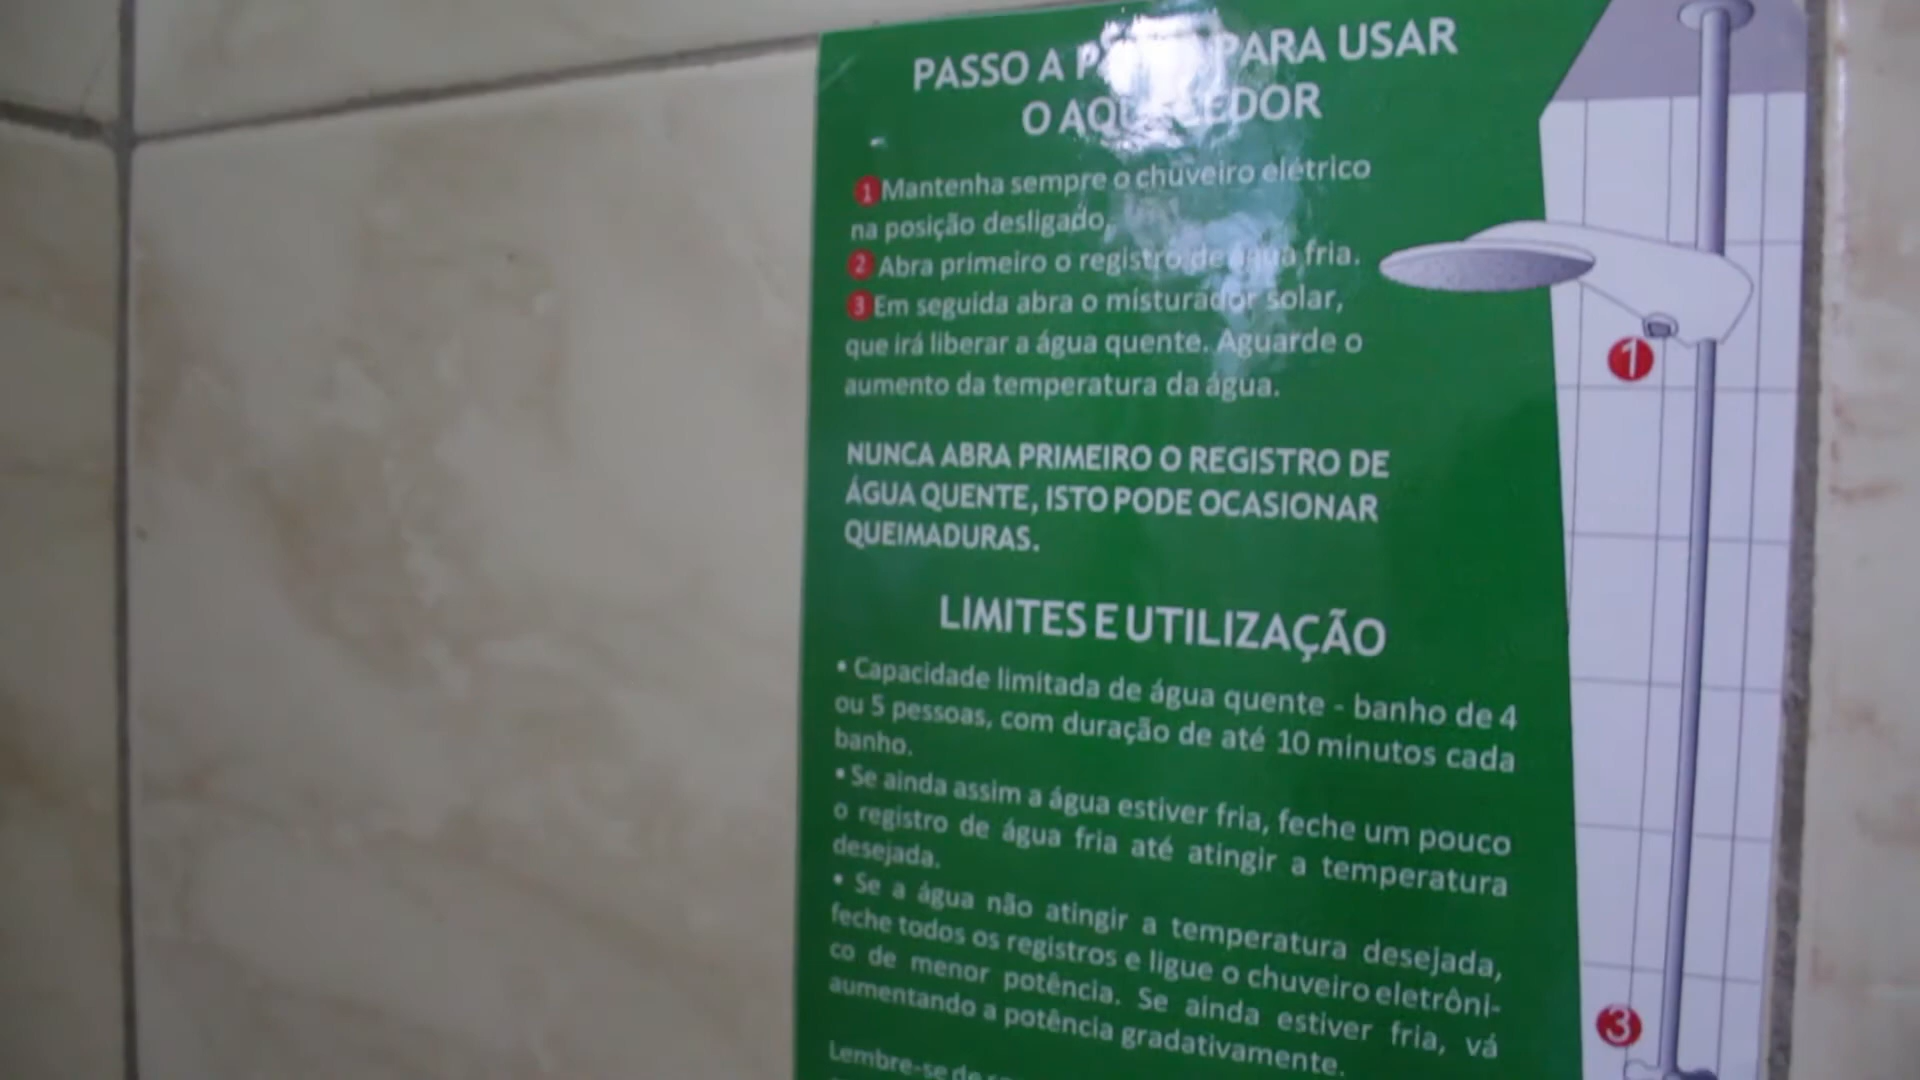 PASSO A PARA USAR
O AQUECEDOR
1 Mantenha sempre o chuveiro elétrico
na posição desligado,
2 Abra primeiro o registro de água fria.
3 Em seguida abra o misturador solar,
que irá liberar a água quente. Aguarde o
aumento da temperatura da água.
NUNCA ABRA PRIMEIRO O REGISTRO DE
ÁGUA QUENTE, ISTO PODE OCASIONAR
QUEIMADURAS.
LIMITES E UTILIZAÇÃO
• Capacidade limitada de água quente - banho de 4
ou 5 pessoas, com duração de até 10 minutos cada
banho.
• Se ainda assim a água estiver fria, feche um pouco
o registro de água fria até atingir a temperatura
desejada.
• Se a água não atingir a temperatura desejada,
feche todos os registros e ligue o chuveiro eletrôni-
co de menor potência. Se ainda estiver fria, vá
aumentando a potência gradativamente.
Lembre-se de
1
3